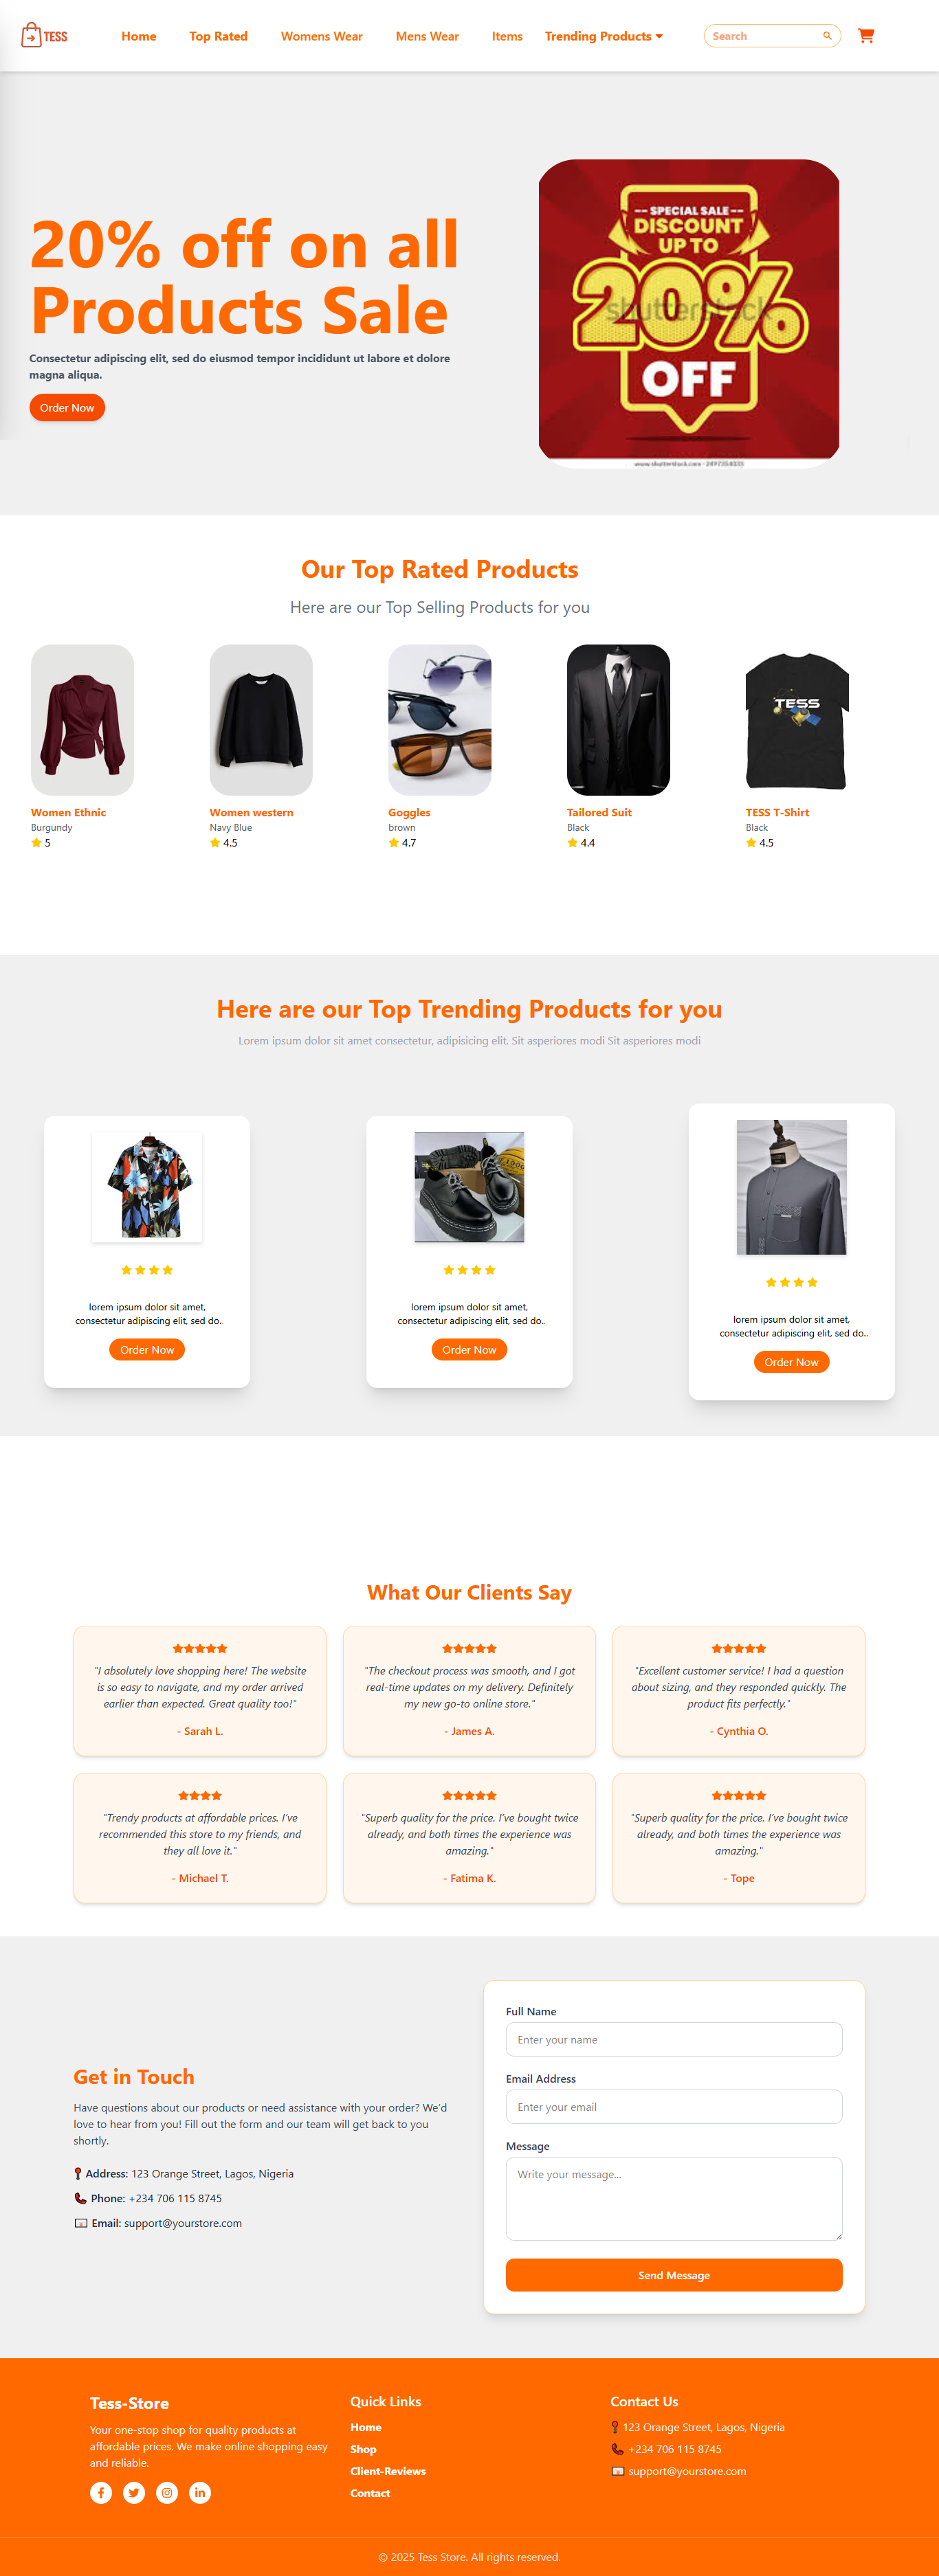 TESS
Home
Top Rated
Womens Wear
Mens Wear
Items
Trending Products
Search
20% off on all
Products Sale
Consectetur adipiscing elit, sed do eiusmod tempor incididunt ut labore et dolore
magna aliqua.
Order Now
-- SPECIAL SALE --
DISCOUNT
UP TO
20%
shutterstock
OFF
Our Top Rated Products
Here are our Top Selling Products for you
TESS
Women Ethnic
Burgundy
5
Women western
Navy Blue
4.5
Goggles
brown
4.7
Tailored Suit
Black
4.4
TESS T-Shirt
Black
4.5
Here are our Top Trending Products for you
Lorem ipsum dolor sit amet consectetur, adipisicing elit. Sit asperiores modi Sit asperiores modi
lorem ipsum dolor sit amet,
consectetur adipiscing elit, sed do..
Order Now
lorem ipsum dolor sit amet,
consectetur adipiscing elit, sed do..
Order Now
lorem ipsum dolor sit amet,
consectetur adipiscing elit, sed do..
Order Now
What Our Clients Say
"I absolutely love shopping here! The website
is so easy to navigate, and my order arrived
earlier than expected. Great quality too!"
- Sarah L.
"The checkout process was smooth, and I got
real-time updates on my delivery. Definitely
my new go-to online store."
- James A.
"Excellent customer service! I had a question
about sizing, and they responded quickly. The
product fits perfectly."
- Cynthia O.
"Trendy products at affordable prices. I've
recommended this store to my friends, and
they all love it."
- Michael T.
"Superb quality for the price. I've bought twice
already, and both times the experience was
amazing."
- Fatima K.
"Superb quality for the price. I've bought twice
already, and both times the experience was
amazing."
- Tope
Get in Touch
Have questions about our products or need assistance with your order? We'd
love to hear from you! Fill out the form and our team will get back to you
shortly.
Address: 123 Orange Street, Lagos, Nigeria
Phone: +234 706 115 8745
Email: support@yourstore.com
Full Name
Enter your name
Email Address
Enter your email
Message
Write your message...
Send Message
Tess-Store
Your one-stop shop for quality products at
affordable prices. We make online shopping easy
and reliable.
Quick Links
Home
Shop
Client-Reviews
Contact
Contact Us
123 Orange Street, Lagos, Nigeria
+234 706 115 8745
support@yourstore.com
© 2025 Tess Store. All rights reserved.